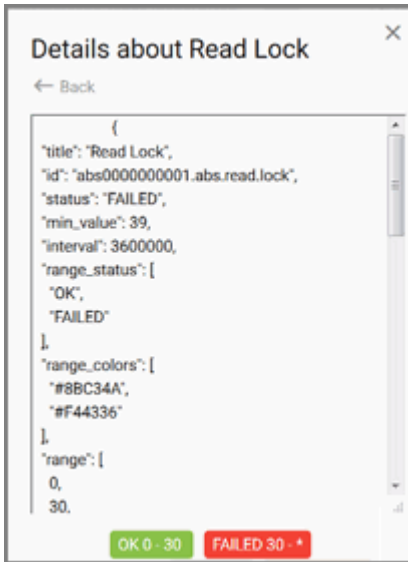 Details about Read Lock
← Back
{
"title": "Read Lock",
"id": "abs0000000001.abs.read.lock",
"status": "FAILED",
"min_value": 39,
"interval": 3600000,
"range_status": [
"OK",
"FAILED"
],
"range_colors": [
"#8BC34A",
"#F44336"
],
"range": [
0,
30,
OK 0 - 30 FAILED 30 - *